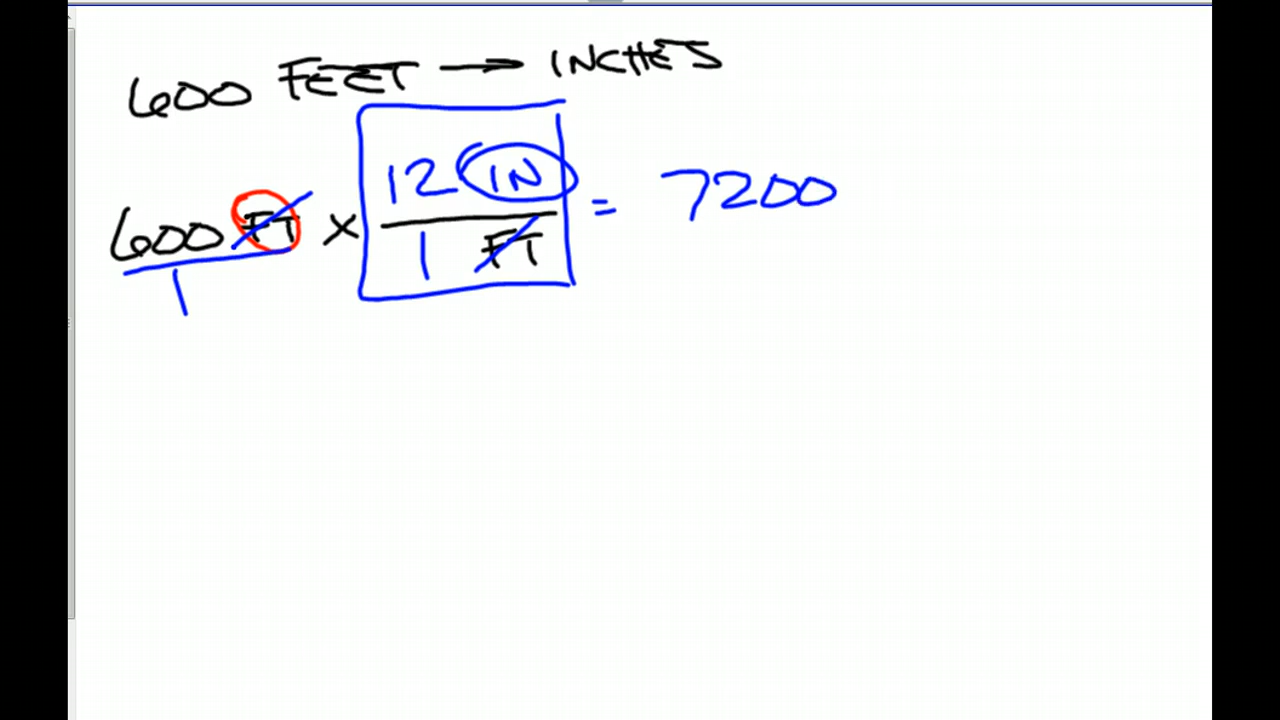 600 FEET → INCHES
600 FT/1 × 12 IN/1 FT = 7200